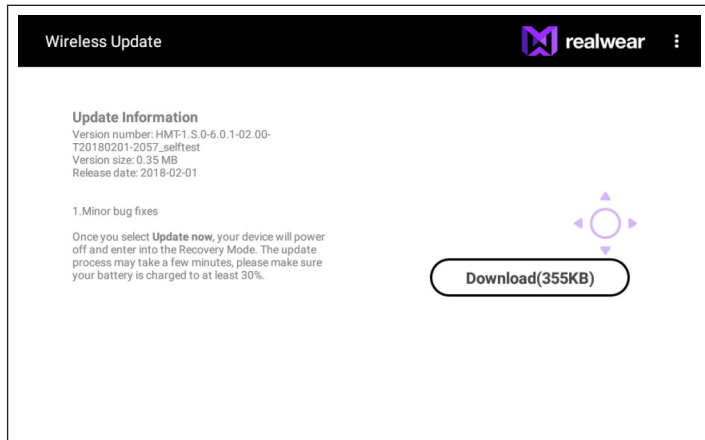 Wireless Update
realwear
Update Information
Version number: HMT-1.S.0-6.0.1-02.00-
T20180201-2057_selftest
Version size: 0.35 MB
Release date: 2018-02-01
1.Minor bug fixes
Once you select Update now, your device will power
off and enter into the Recovery Mode. The update
process may take a few minutes, please make sure
your battery is charged to at least 30%.
Download(355KB)